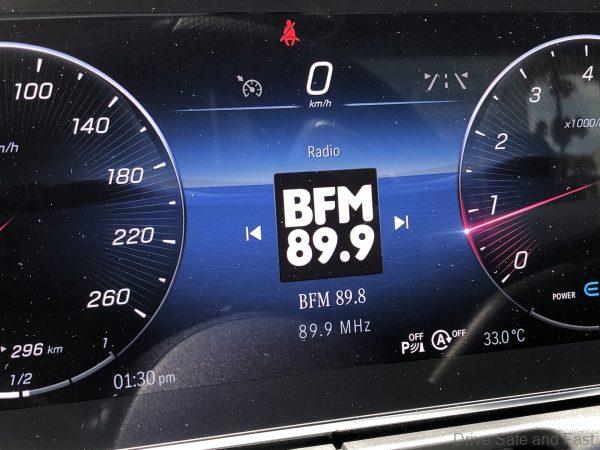 0
km/h
100
140
180
220
260
m/h
296 km
1/2
1
01:30 pm
Radio
BFM
89.9
BFM 89.8
89.9 MHz
OFF
P
A OFF
33.0 °C
4
3
2
1
0
x1000/
POWER
Drive Safe and Fast